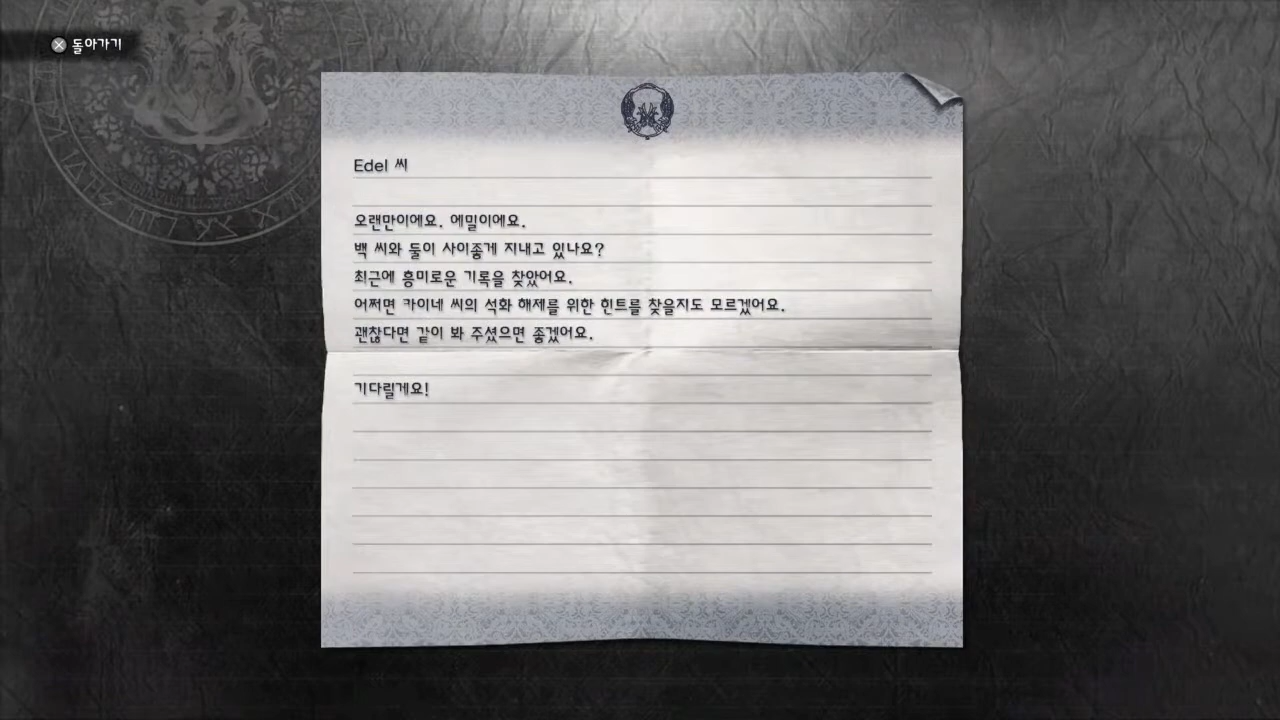 돌아가기
Edel 씨
오랜만이에요. 에밀이에요.
백 씨와 둘이 사이좋게 지내고 있나요?
최근에 흥미로운 기록을 찾았어요.
어쩌면 카이네 씨의 석화 해제를 위한 힌트를 찾을지도 모르겠어요.
괜찮다면 같이 봐 주셨으면 좋겠어요.
기다릴게요!